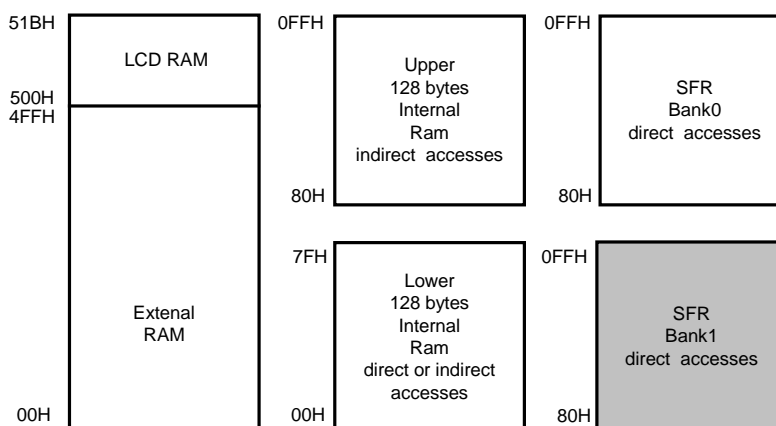 51BH
LCD RAM
500H
4FFH
Extenal
RAM
00H
0FFH
Upper
128 bytes
Internal
Ram
indirect accesses
80H
7FH
Lower
128 bytes
Internal
Ram
direct or indirect
accesses
00H
0FFH
SFR
Bank0
direct accesses
80H
0FFH
SFR
Bank1
direct accesses
80H